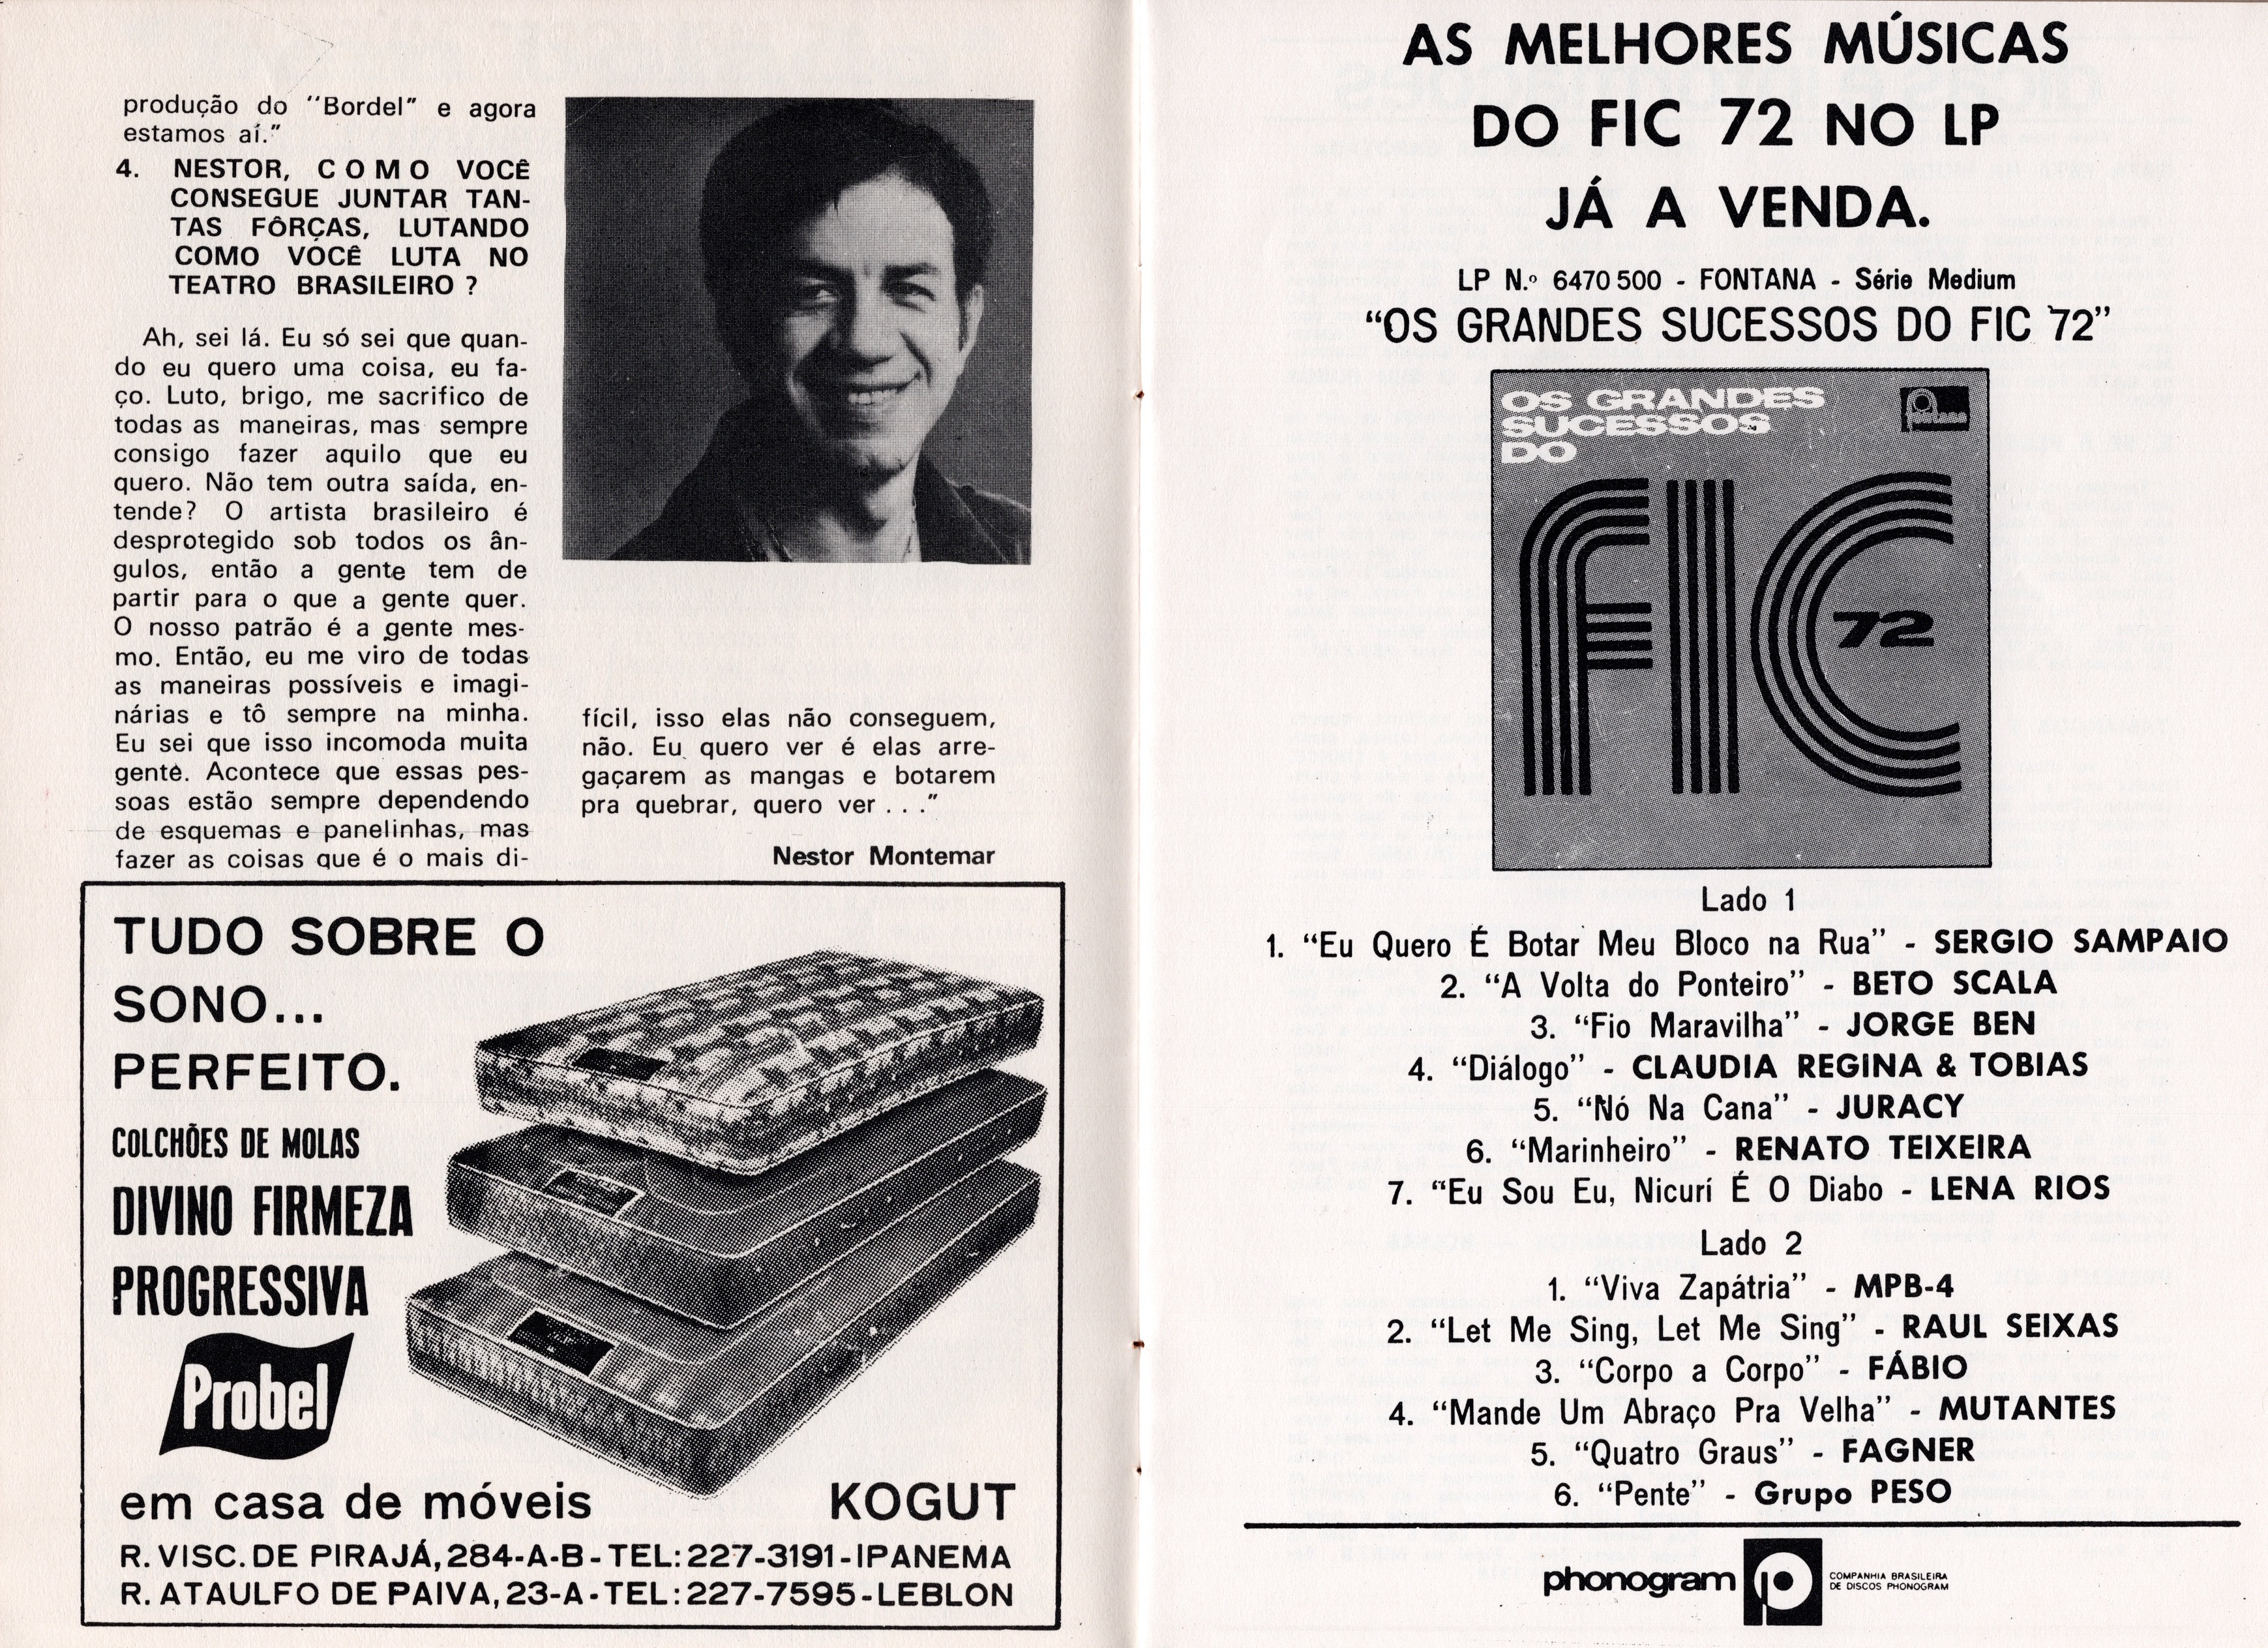 produção do "Bordel" e agora
estamos aí."
4. NESTOR, COMO VOCÊ
CONSEGUE JUNTAR TAN-
TAS FÔRÇAS, LUTANDO
COMO VOCÊ LUTA NO
TEATRO BRASILEIRO ?
Ah, sei lá. Eu só sei que quan-
do eu quero uma coisa, eu fa-
ço. Luto, brigo, me sacrifico de
todas as maneiras, mas sempre
consigo fazer aquilo que eu
quero. Não tem outra saída, en-
tende? O artista brasileiro é
desprotegido sob todos os ân-
gulos, então a gente tem de
partir para o que a gente quer.
O nosso patrão é a gente mes-
mo. Então, eu me viro de todas
as maneiras possíveis e imagi-
nárias e tô sempre na minha.
Eu sei que isso incomoda muita
gente. Acontece que essas pes-
soas estão sempre dependendo
de esquemas e panelinhas, mas
fazer as coisas que é o mais di-
fícil, isso elas não conseguem,
não. Eu quero ver é elas arre-
gaçarem as mangas e botarem
pra quebrar, quero ver . . ."
Nestor Montemar
TUDO SOBRE O
SONO...
PERFEITO.
COLCHÕES DE MOLAS
DIVINO FIRMEZA
PROGRESSIVA
Probel
em casa de móveis KOGUT
R. VISC. DE PIRAJÁ, 284-A-B - TEL: 227-3191 - IPANEMA
R. ATAULFO DE PAIVA, 23-A - TEL: 227-7595 - LEBLON
AS MELHORES MÚSICAS
DO FIC 72 NO LP
JÁ A VENDA.
LP N.º 6470 500 - FONTANA - Série Medium
"OS GRANDES SUCESSOS DO FIC '72"
OS GRANDES
SUCESSOS
DO
fontana
FIC
72
Lado 1
1. "Eu Quero É Botar Meu Bloco na Rua" - SERGIO SAMPAIO
2. "A Volta do Ponteiro" - BETO SCALA
3. "Fio Maravilha" - JORGE BEN
4. "Diálogo" - CLAUDIA REGINA & TOBIAS
5. "Nó Na Cana" - JURACY
6. "Marinheiro" - RENATO TEIXEIRA
7. "Eu Sou Eu, Nicurí É O Diabo - LENA RIOS
Lado 2
1. "Viva Zapátria" - MPB-4
2. "Let Me Sing, Let Me Sing" - RAUL SEIXAS
3. "Corpo a Corpo" - FÁBIO
4. "Mande Um Abraço Pra Velha" - MUTANTES
5. "Quatro Graus" - FAGNER
6. "Pente" - Grupo PESO
phonogram
COMPANHIA BRASILEIRA
DE DISCOS PHONOGRAM